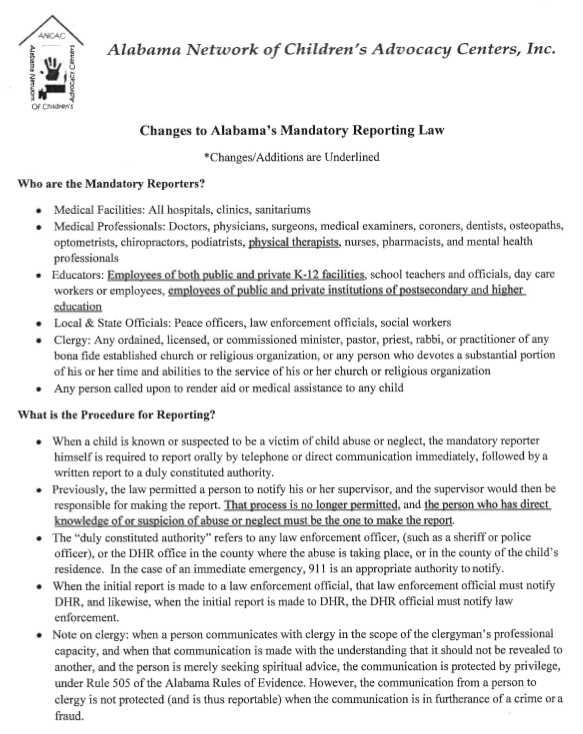 ANCAC
Alabama Network
Advocacy Centers
Of Children's
Alabama Network of Children's Advocacy Centers, Inc.
Changes to Alabama's Mandatory Reporting Law
*Changes/Additions are Underlined
Who are the Mandatory Reporters?
• Medical Facilities: All hospitals, clinics, sanitariums
• Medical Professionals: Doctors, physicians, surgeons, medical examiners, coroners, dentists, osteopaths,
optometrists, chiropractors, podiatrists, physical therapists, nurses, pharmacists, and mental health
professionals
• Educators: Employees of both public and private K-12 facilities, school teachers and officials, day care
workers or employees, employees of public and private institutions of postsecondary and higher
education
• Local & State Officials: Peace officers, law enforcement officials, social workers
• Clergy: Any ordained, licensed, or commissioned minister, pastor, priest, rabbi, or practitioner of any
bona fide established church or religious organization, or any person who devotes a substantial portion
of his or her time and abilities to the service of his or her church or religious organization
• Any person called upon to render aid or medical assistance to any child
What is the Procedure for Reporting?
• When a child is known or suspected to be a victim of child abuse or neglect, the mandatory reporter
himself is required to report orally by telephone or direct communication immediately, followed by a
written report to a duly constituted authority.
• Previously, the law permitted a person to notify his or her supervisor, and the supervisor would then be
responsible for making the report. That process is no longer permitted, and the person who has direct
knowledge of or suspicion of abuse or neglect must be the one to make the report.
• The "duly constituted authority" refers to any law enforcement officer, (such as a sheriff or police
officer), or the DHR office in the county where the abuse is taking place, or in the county of the child's
residence. In the case of an immediate emergency, 911 is an appropriate authority to notify.
• When the initial report is made to a law enforcement official, that law enforcement official must notify
DHR, and likewise, when the initial report is made to DHR, the DHR official must notify law
enforcement.
• Note on clergy: when a person communicates with clergy in the scope of the clergyman's professional
capacity, and when that communication is made with the understanding that it should not be revealed to
another, and the person is merely seeking spiritual advice, the communication is protected by privilege,
under Rule 505 of the Alabama Rules of Evidence. However, the communication from a person to
clergy is not protected (and is thus reportable) when the communication is in furtherance of a crime or a
fraud.